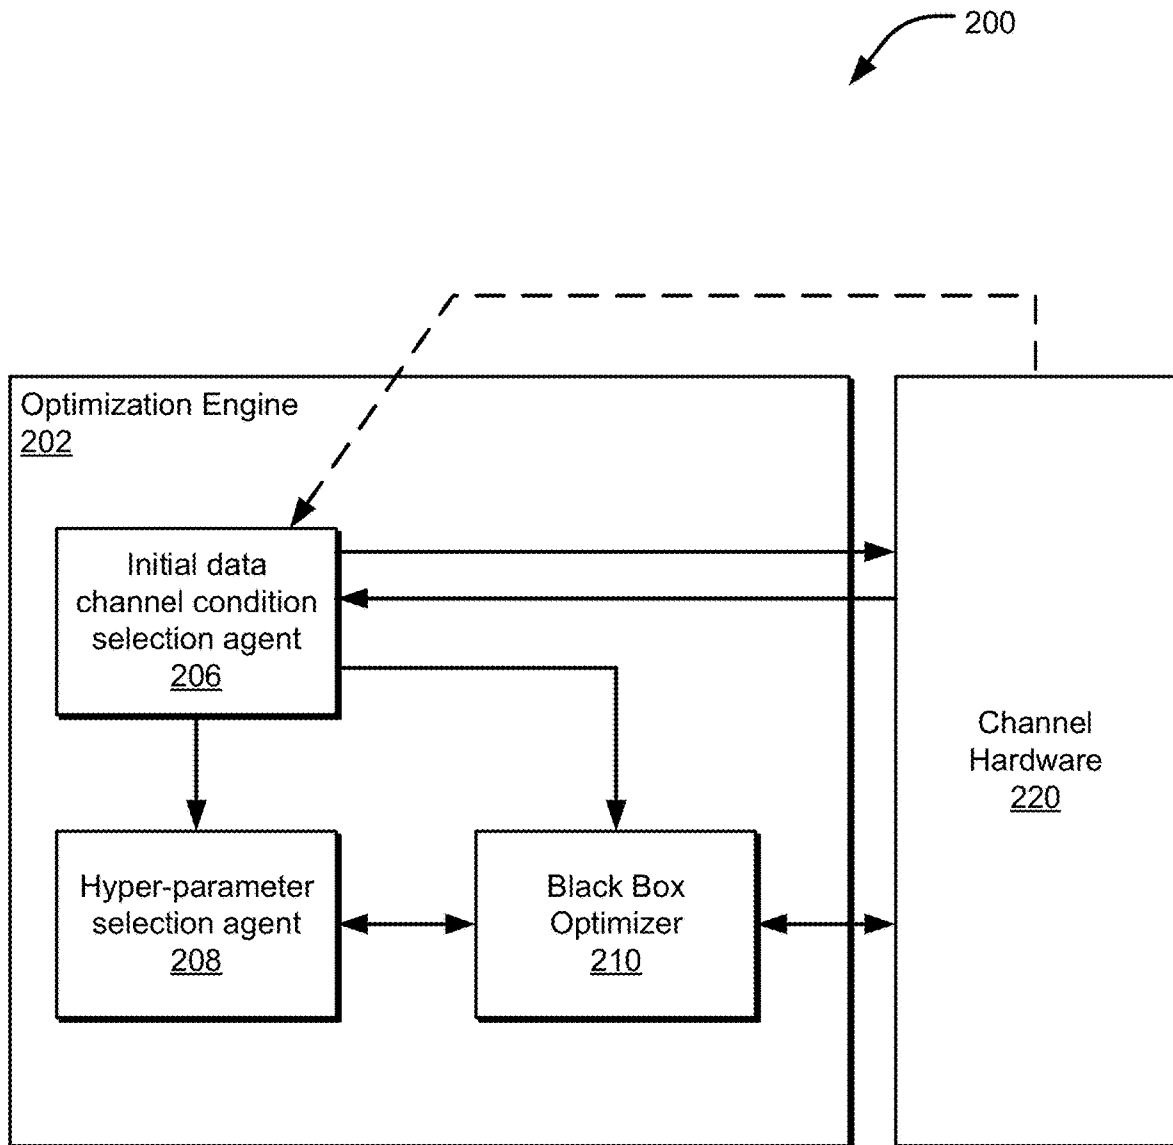 200
Optimization Engine
202
Initial data
channel condition
selection agent
206
Channel
Hardware
220
Hyper-parameter
selection agent
208
Black Box
Optimizer
210